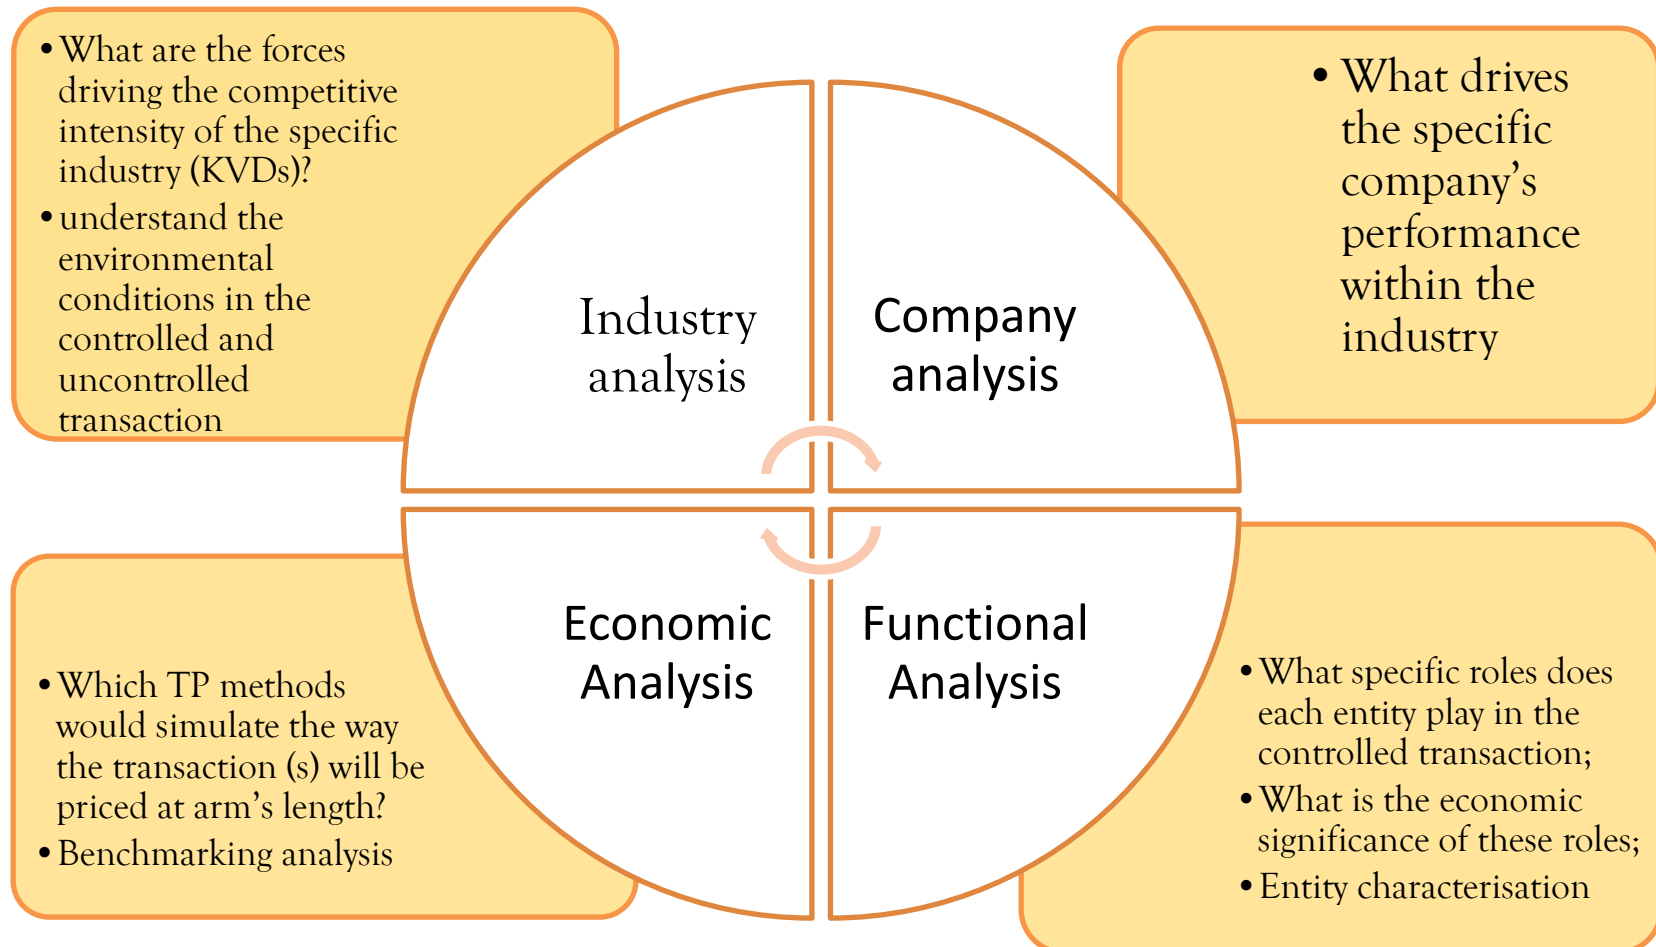 • What are the forces
driving the competitive
intensity of the specific
industry (KVDs)?
• understand the
environmental
conditions in the
controlled and
uncontrolled
transaction
• What drives
the specific
company’s
performance
within the
industry
Industry
analysis
Company
analysis
Economic
Analysis
Functional
Analysis
• Which TP methods
would simulate the way
the transaction (s) will be
priced at arm’s length?
• Benchmarking analysis
• What specific roles does
each entity play in the
controlled transaction;
• What is the economic
significance of these roles;
• Entity characterisation